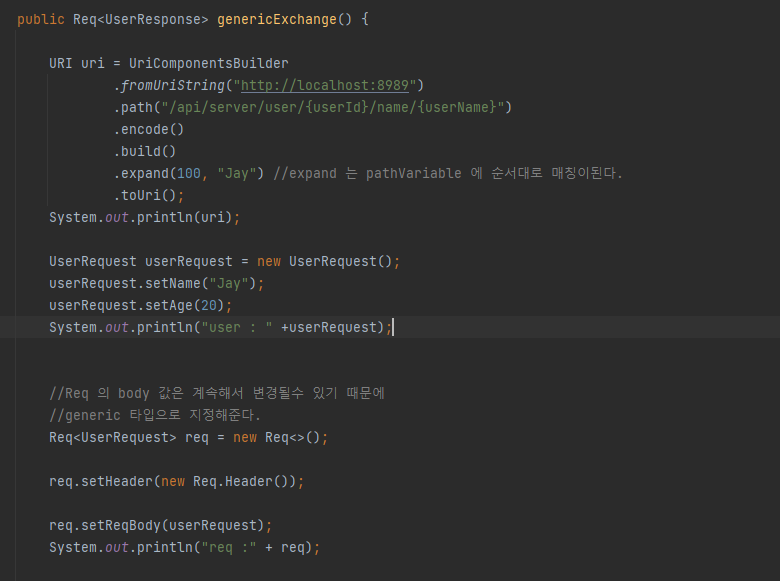 public Req<UserResponse> genericExchange() {
URI uri = UriComponentsBuilder
.fromUriString("http://localhost:8989")
.path("/api/server/user/{userId}/name/{userName}")
.encode()
.build()
.expand(100, "Jay") //expand 는 pathVariable 에 순서대로 매칭이된다.
.toUri();
System.out.println(uri);
UserRequest userRequest = new UserRequest();
userRequest.setName("Jay");
userRequest.setAge(20);
System.out.println("user : " +userRequest);
//Req 의 body 값은 계속해서 변경될수 있기 때문에
//generic 타입으로 지정해준다.
Req<UserRequest> req = new Req<>();
req.setHeader(new Req.Header());
req.setReqBody(userRequest);
System.out.println("req :" + req);